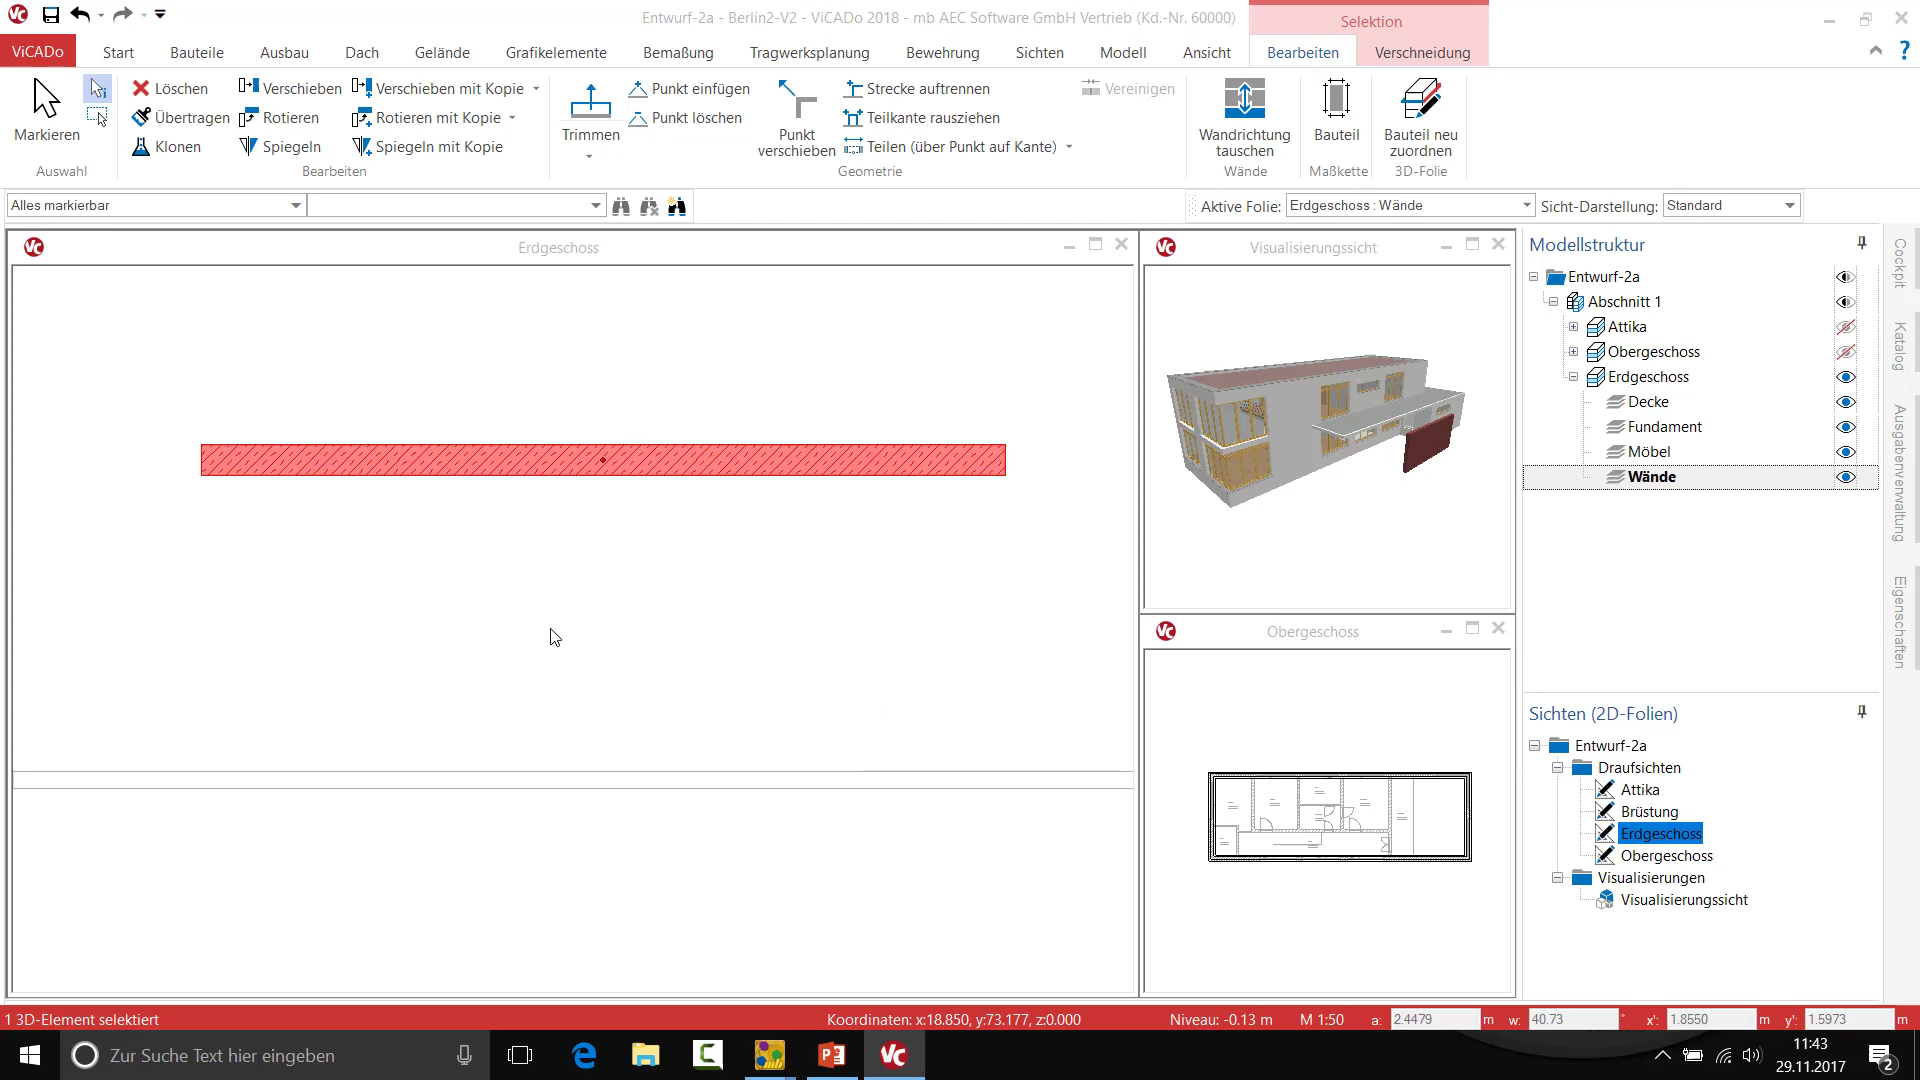 Entwurf-2a - Berlin2-V2 - ViCADo 2018 - mb AEC Software GmbH Vertrieb (Kd.-Nr. 60000)
Selektion
ViCADo
Start
Bauteile
Ausbau
Dach
Gelände
Grafikelemente
Bemaßung
Tragwerksplanung
Bewehrung
Sichten
Modell
Ansicht
Bearbeiten
Verschneidung
Markieren
Auswahl
Löschen
Übertragen
Klonen
Verschieben
Rotieren
Spiegeln
Verschieben mit Kopie
Rotieren mit Kopie
Spiegeln mit Kopie
Bearbeiten
Trimmen
Punkt einfügen
Punkt löschen
Punkt
verschieben
Strecke auftrennen
Teilkante rausziehen
Teilen (über Punkt auf Kante)
Vereinigen
Geometrie
Wandrichtung
tauschen
Wände
Bauteil
Maßkette
Bauteil neu
zuordnen
3D-Folie
Alles markierbar
Aktive Folie:
Erdgeschoss : Wände
Sicht-Darstellung:
Standard
Erdgeschoss
Visualisierungssicht
Obergeschoss
Modellstruktur
Entwurf-2a
Abschnitt 1
Attika
Obergeschoss
Erdgeschoss
Decke
Fundament
Möbel
Wände
Cockpit
Katalog
Ausgabenverwaltung
Eigenschaften
Sichten (2D-Folien)
Entwurf-2a
Draufsichten
Attika
Brüstung
Erdgeschoss
Obergeschoss
Visualisierungen
Visualisierungssicht
1 3D-Element selektiert
Koordinaten: x:18.850, y:73.177, z:0.000
Niveau: -0.13 m
M 1:50
a: 2.4479 m
w: 40.73 °
x': 1.8550 m
y': 1.5973 m
Zur Suche Text hier eingeben
11:43
29.11.2017
2